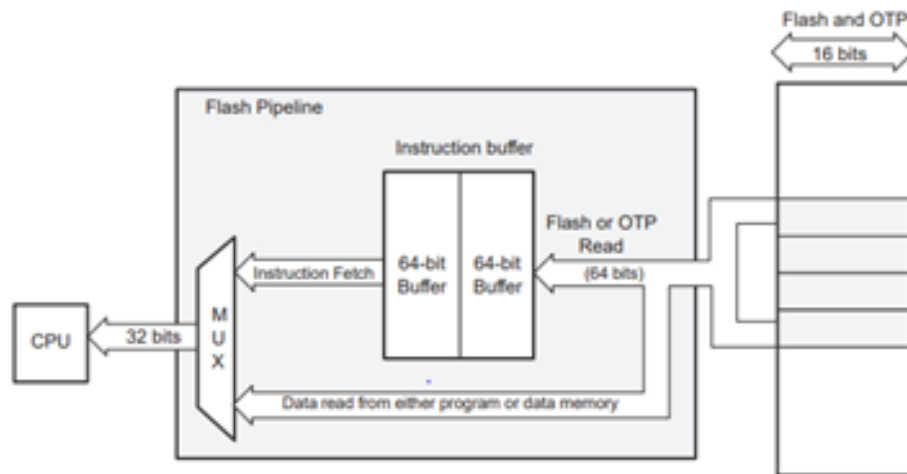 Flash and OTP
16 bits
Flash Pipeline
Instruction buffer
Flash or OTP
Read
(64 bits)
64-bit
Buffer
64-bit
Buffer
Instruction Fetch
M
U
X
32 bits
CPU
Data read from either program or data memory